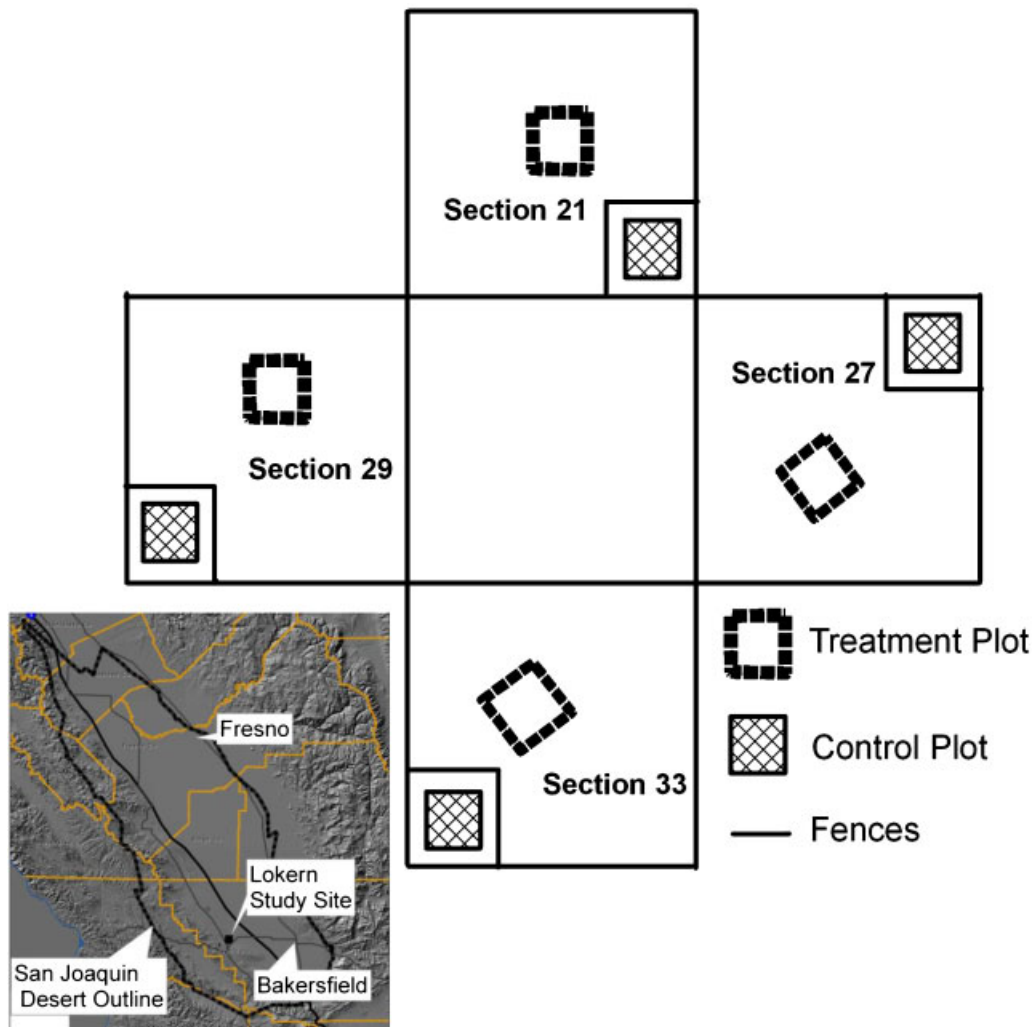 Section 21
Section 27
Section 29
Section 33
Treatment Plot
Control Plot
Fences
Fresno
Lokern
Study Site
San Joaquin
Desert Outline
Bakersfield